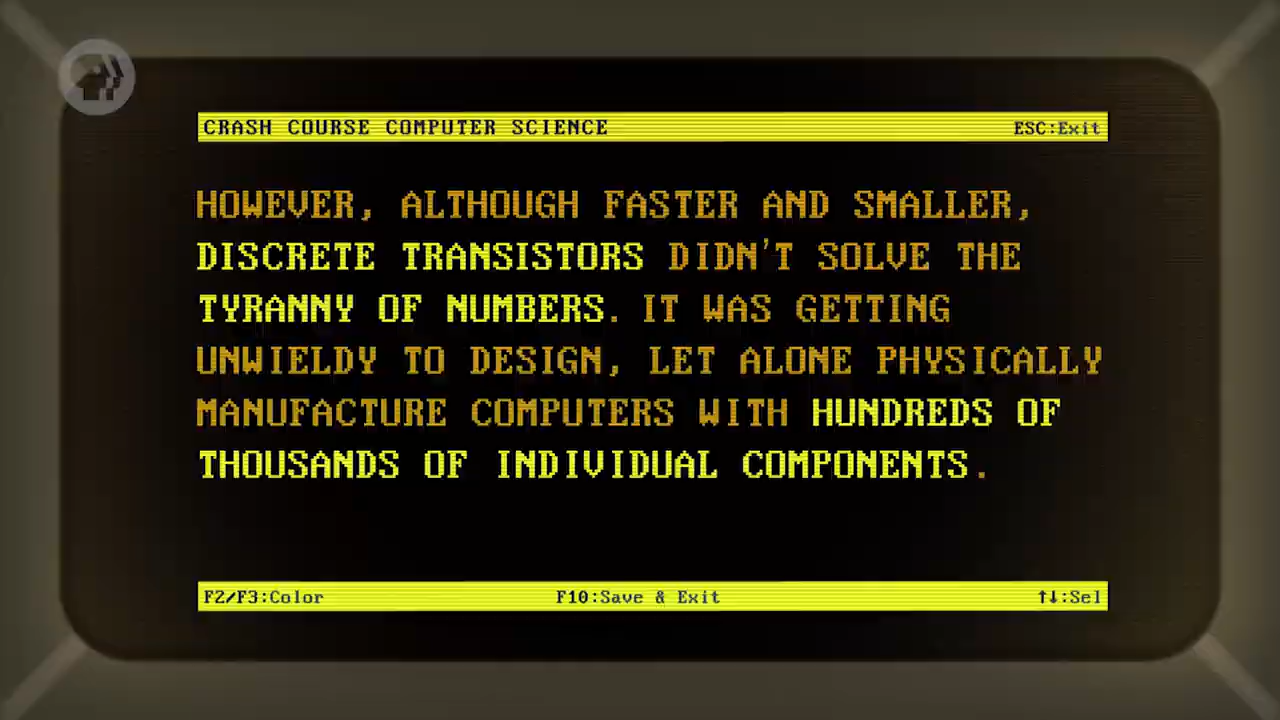 CRASH COURSE COMPUTER SCIENCE ESC:Exit
HOWEVER, ALTHOUGH FASTER AND SMALLER,
DISCRETE TRANSISTORS DIDN'T SOLVE THE
TYRANNY OF NUMBERS. IT WAS GETTING
UNWIELDY TO DESIGN, LET ALONE PHYSICALLY
MANUFACTURE COMPUTERS WITH HUNDREDS OF
THOUSANDS OF INDIVIDUAL COMPONENTS.
F2/F3:Color F10:Save & Exit ↑↓:Sel